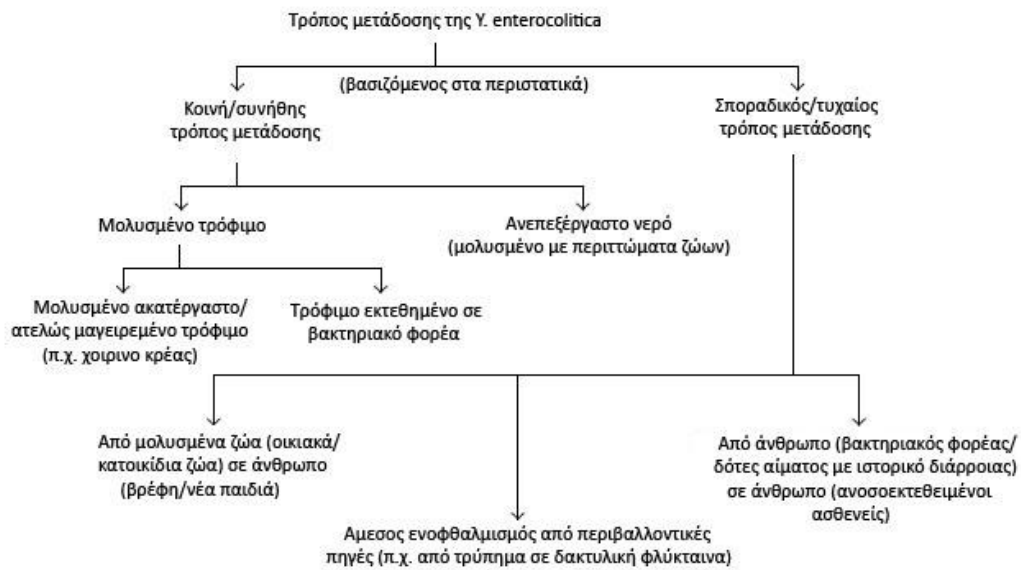 Τρόπος μετάδοσης της Y. enterocolitica
(βασιζόμενος στα περιστατικά)
Κοινή/συνήθης
τρόπος μετάδοσης
Σποραδικός/τυχαίος
τρόπος μετάδοσης
Μολυσμένο τρόφιμο
Ανεπεξέργαστο νερό
(μολυσμένο με περιττώματα ζώων)
Μολυσμένο ακατέργαστο/
ατελώς μαγειρεμένο τρόφιμο
(π.χ. χοιρινο κρέας)
Τρόφιμο εκτεθημένο σε
βακτηριακό φορέα
Από μολυσμένα ζώα (οικιακά/
κατοικίδια ζώα) σε άνθρωπο
(βρέφη/νέα παιδιά)
Αμεσος ενοφθαλμισμός από περιβαλλοντικές
πηγές (π.χ. από τρύπημα σε δακτυλική φλύκταινα)
Από άνθρωπο (βακτηριακός φορέας/
δότες αίματος με ιστορικό διάρροιας)
σε άνθρωπο (ανοσοεκτεθειμένοι
ασθενείς)